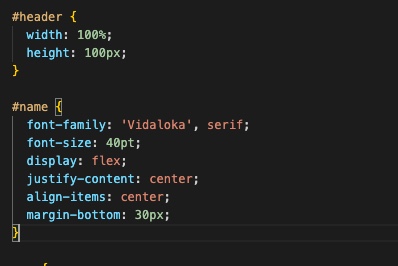 #header {
width: 100%;
height: 100px;
}
#name {
font-family: 'Vidaloka', serif;
font-size: 40pt;
display: flex;
justify-content: center;
align-items: center;
margin-bottom: 30px;
}